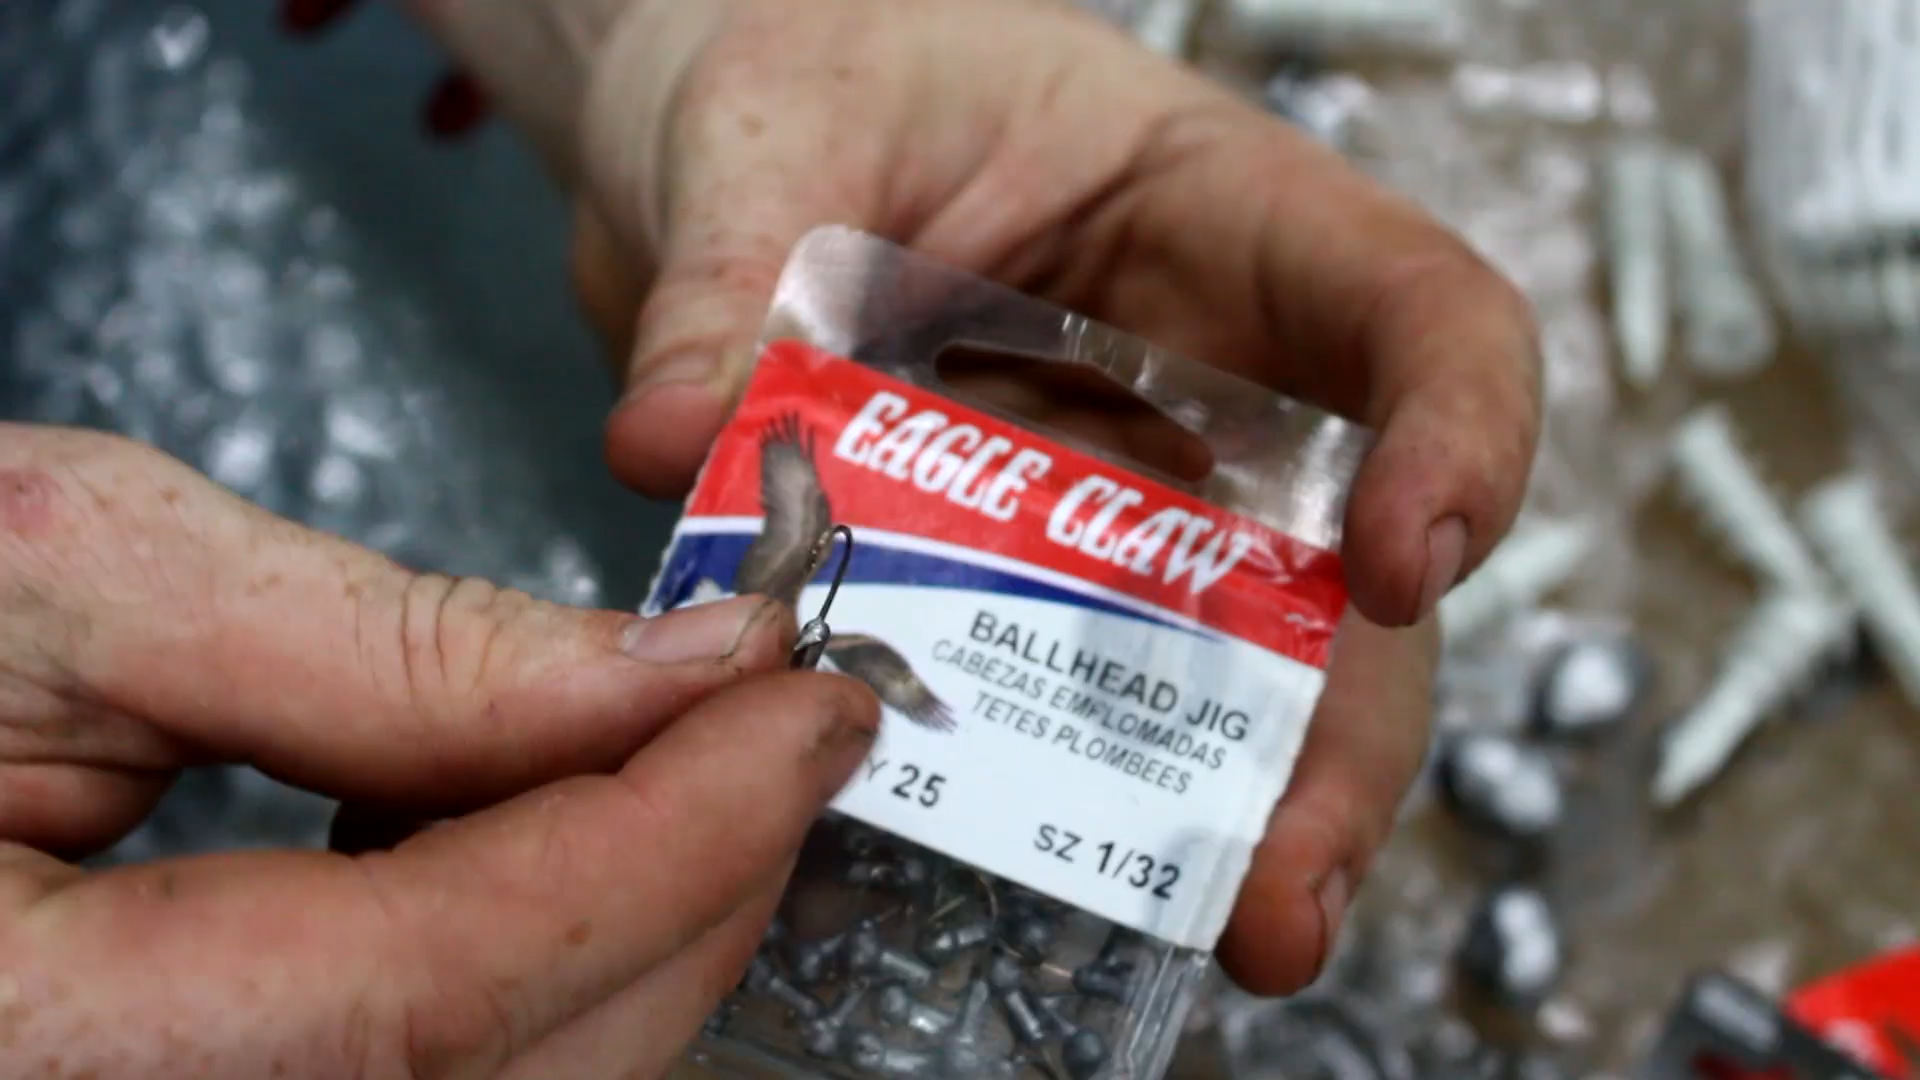 EAGLE CLAW
BALLHEAD JIG
CABEZAS EMPLOMADAS
TETES PLOMBEES
Y 25
SZ 1/32